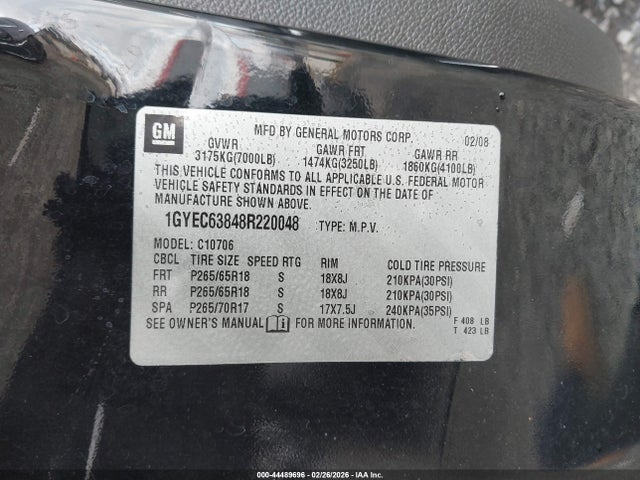 GM
MFD BY GENERAL MOTORS CORP. 02/08
GVWR GAWR FRT GAWR RR
3175KG(7000LB) 1474KG(3250LB) 1860KG(4100LB)
THIS VEHICLE CONFORMS TO ALL APPLICABLE U.S. FEDERAL MOTOR
VEHICLE SAFETY STANDARDS IN EFFECT ON THE DATE OF
MANUFACTURE SHOWN ABOVE.
1GYEC63848R220048 TYPE: M.P.V.
MODEL: C10706
CBCL TIRE SIZE SPEED RTG RIM COLD TIRE PRESSURE
FRT P265/65R18 S 18X8J 210KPA(30PSI)
RR P265/65R18 S 18X8J 210KPA(30PSI)
SPA P265/70R17 S 17X7.5J 240KPA(35PSI)
SEE OWNER'S MANUAL i FOR MORE INFORMATION.
F 408 LB
T 423 LB
000-44489696 - 02/26/2026 - IAA Inc.